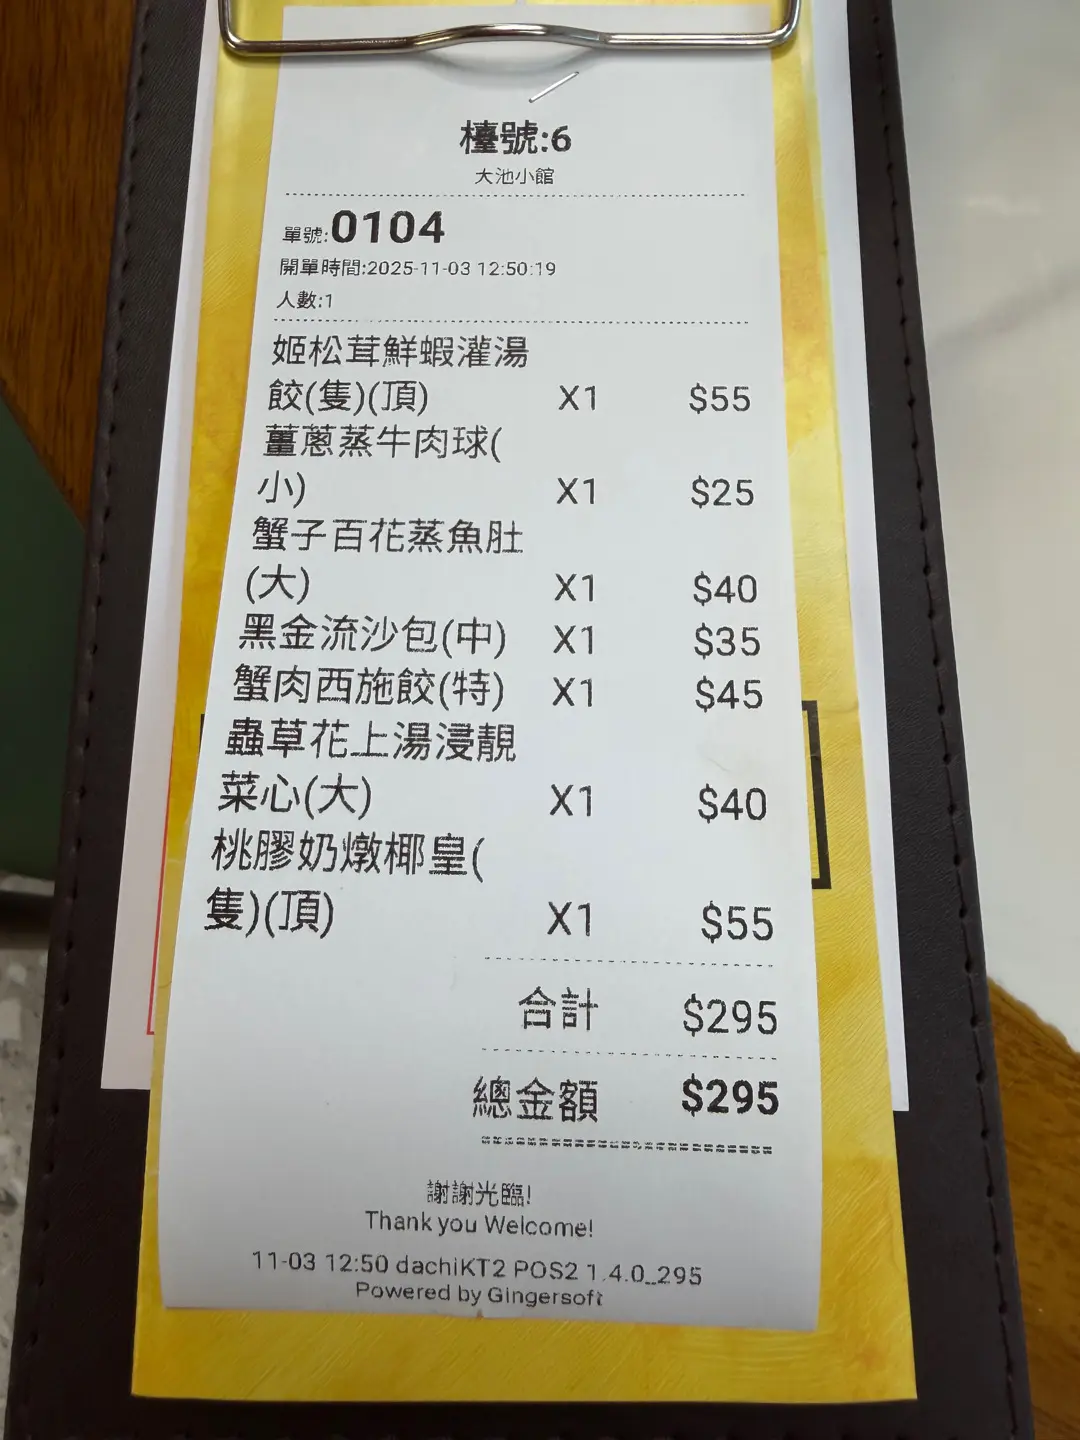 檯號:6
大池小館
單號:0104
開單時間:2025-11-03 12:50:19
人數:1
姬松茸鮮蝦灌湯
餃(隻)(頂) X1 $55
薑蔥蒸牛肉球(
小) X1 $25
蟹子百花蒸魚肚
(大) X1 $40
黑金流沙包(中) X1 $35
蟹肉西施餃(特) X1 $45
蟲草花上湯浸靚
菜心(大) X1 $40
桃膠奶燉椰皇(
隻)(頂) X1 $55
合計 $295
總金額 $295
謝謝光臨!
Thank you Welcome!
11-03 12:50 dachiKT2 POS2 1.4.0_295
Powered by Gingersoft